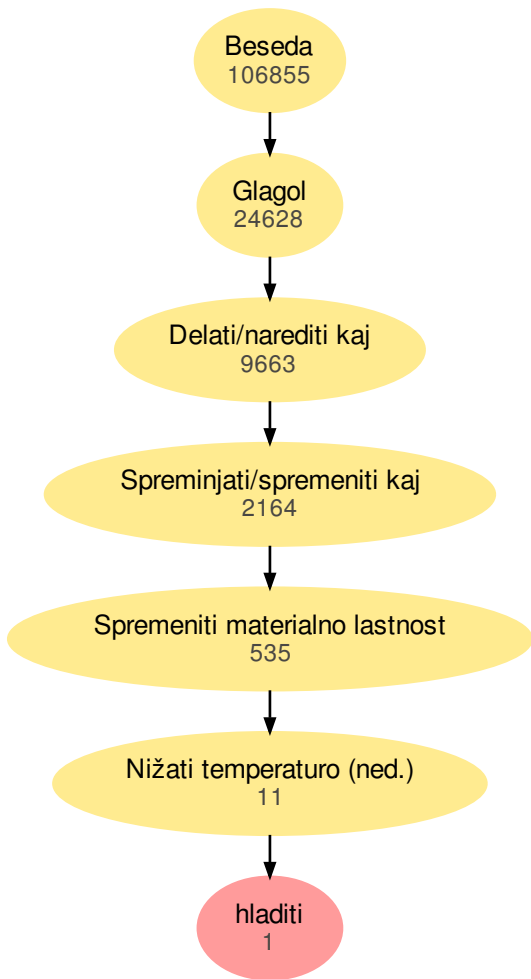 Beseda
106855
Glagol
24628
Delati/narediti kaj
9663
Spreminjati/spremeniti kaj
2164
Spremeniti materialno lastnost
535
Nižati temperaturo (ned.)
11
hladiti
1